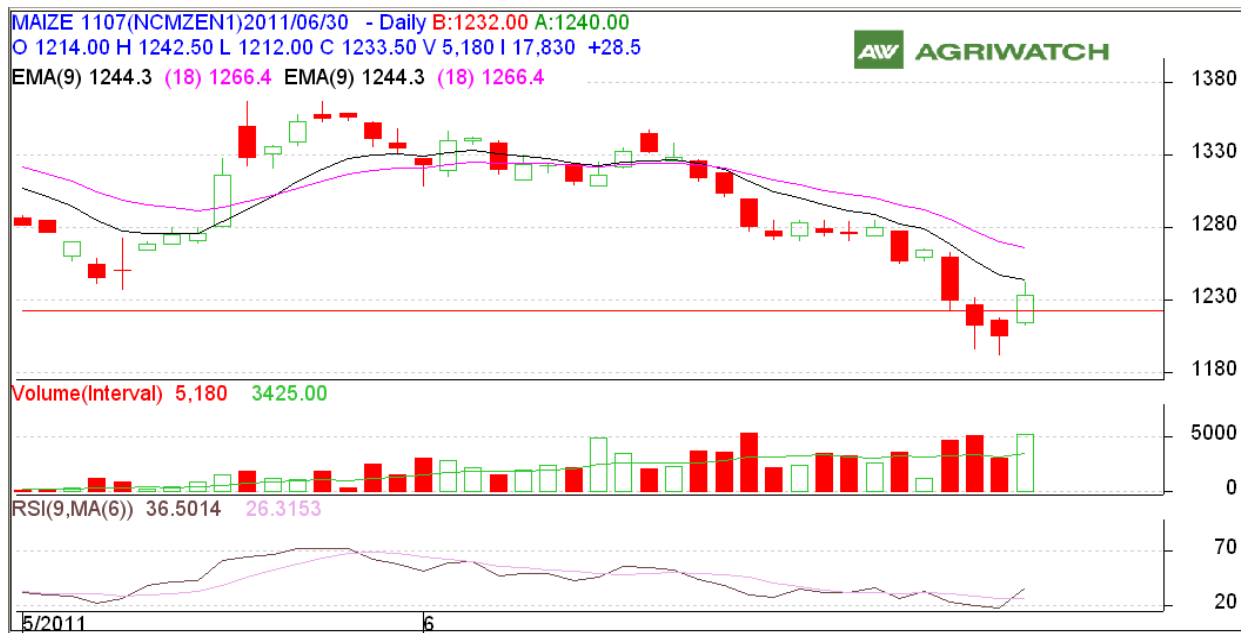 MAIZE 1107(NCMZEN1)2011/06/30 - Daily B:1232.00 A:1240.00
O 1214.00 H 1242.50 L 1212.00 C 1233.50 V 5,180 I 17,830 +28.5
AW AGRIWATCH
EMA(9) 1244.3 (18) 1266.4 EMA(9) 1244.3 (18) 1266.4
1380
1330
1280
1230
1180
Volume(Interval) 5,180 3425.00
5000
0
RSI(9,MA(6)) 36.5014 26.3153
70
20
5/2011 6